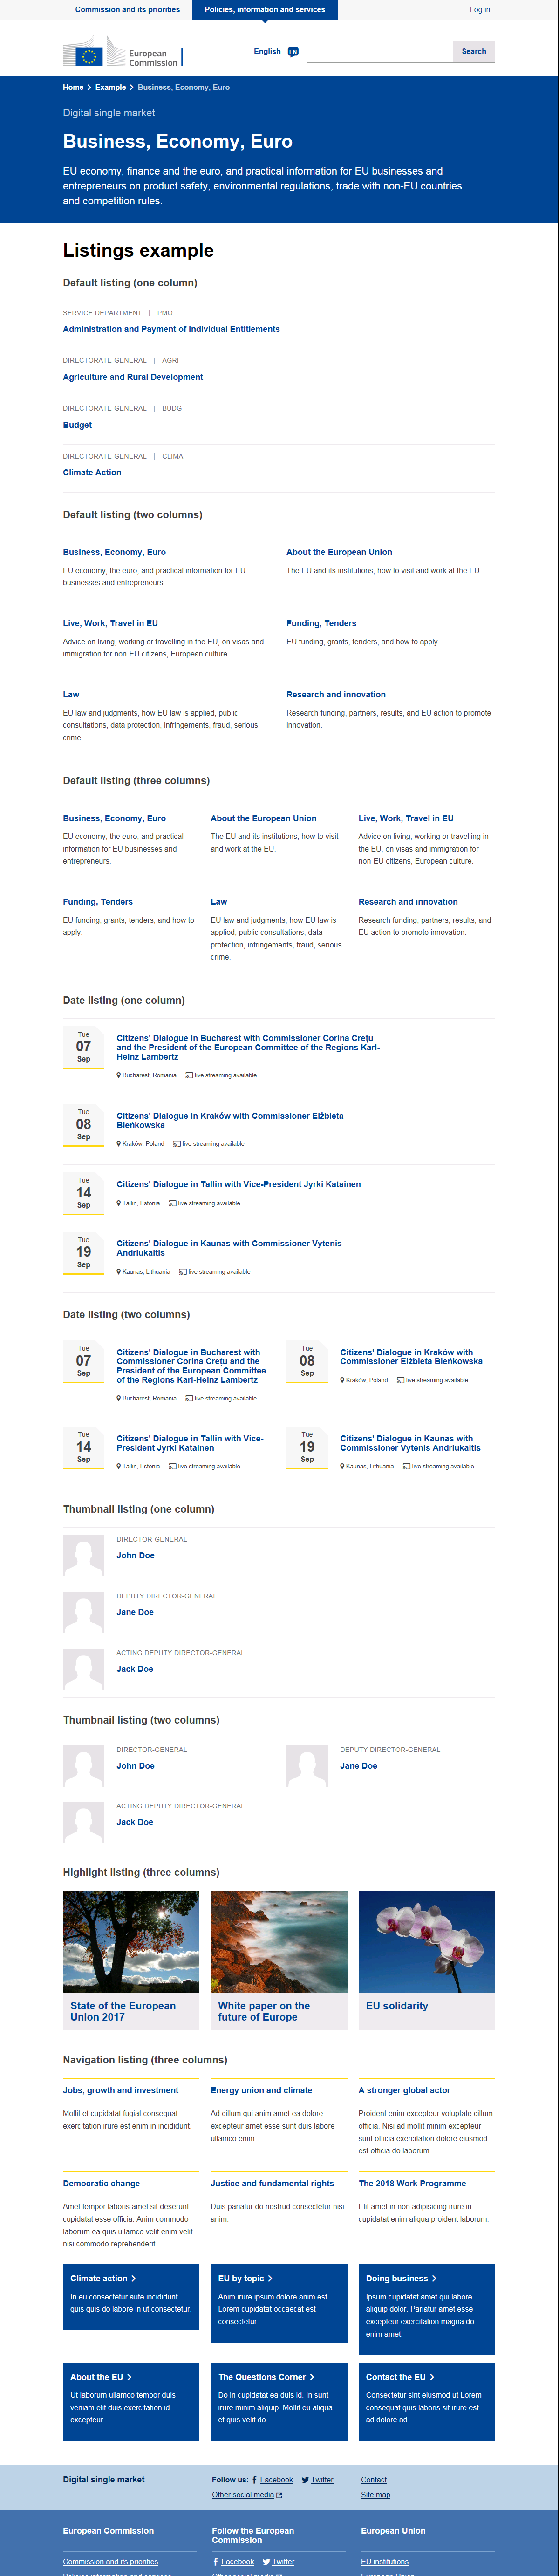 Commission and its priorities
Policies, information and services
Log in
European
Commission
English
EN
Search
Home > Example > Business, Economy, Euro
Digital single market
Business, Economy, Euro
EU economy, finance and the euro, and practical information for EU businesses and
entrepreneurs on product safety, environmental regulations, trade with non-EU countries
and competition rules.
Listings example
Default listing (one column)
SERVICE DEPARTMENT | PMO
Administration and Payment of Individual Entitlements
DIRECTORATE-GENERAL | AGRI
Agriculture and Rural Development
DIRECTORATE-GENERAL | BUDG
Budget
DIRECTORATE-GENERAL | CLIMA
Climate Action
Default listing (two columns)
Business, Economy, Euro
EU economy, the euro, and practical information for EU
businesses and entrepreneurs.
About the European Union
The EU and its institutions, how to visit and work at the EU.
Live, Work, Travel in EU
Advice on living, working or travelling in the EU, on visas and
immigration for non-EU citizens, European culture.
Funding, Tenders
EU funding, grants, tenders, and how to apply.
Law
EU law and judgments, how EU law is applied, public
consultations, data protection, infringements, fraud, serious
crime.
Research and innovation
Research funding, partners, results, and EU action to promote
innovation.
Default listing (three columns)
Business, Economy, Euro
EU economy, the euro, and practical
information for EU businesses and
entrepreneurs.
About the European Union
The EU and its institutions, how to visit
and work at the EU.
Live, Work, Travel in EU
Advice on living, working or travelling in
the EU, on visas and immigration for
non-EU citizens, European culture.
Funding, Tenders
EU funding, grants, tenders, and how to
apply.
Law
EU law and judgments, how EU law is
applied, public consultations, data
protection, infringements, fraud, serious
crime.
Research and innovation
Research funding, partners, results, and
EU action to promote innovation.
Date listing (one column)
Tue
07
Sep
Citizens' Dialogue in Bucharest with Commissioner Corina Crețu
and the President of the European Committee of the Regions Karl-
Heinz Lambertz
Bucharest, Romania live streaming available
Tue
08
Sep
Citizens' Dialogue in Kraków with Commissioner Elżbieta
Bieńkowska
Kraków, Poland live streaming available
Tue
14
Sep
Citizens' Dialogue in Tallin with Vice-President Jyrki Katainen
Tallin, Estonia live streaming available
Tue
19
Sep
Citizens' Dialogue in Kaunas with Commissioner Vytenis
Andriukaitis
Kaunas, Lithuania live streaming available
Date listing (two columns)
Tue
07
Sep
Citizens' Dialogue in Bucharest with
Commissioner Corina Crețu and the
President of the European Committee
of the Regions Karl-Heinz Lambertz
Bucharest, Romania live streaming available
Tue
08
Sep
Citizens' Dialogue in Kraków with
Commissioner Elżbieta Bieńkowska
Kraków, Poland live streaming available
Tue
14
Sep
Citizens' Dialogue in Tallin with Vice-
President Jyrki Katainen
Tallin, Estonia live streaming available
Tue
19
Sep
Citizens' Dialogue in Kaunas with
Commissioner Vytenis Andriukaitis
Kaunas, Lithuania live streaming available
Thumbnail listing (one column)
DIRECTOR-GENERAL
John Doe
DEPUTY DIRECTOR-GENERAL
Jane Doe
ACTING DEPUTY DIRECTOR-GENERAL
Jack Doe
Thumbnail listing (two columns)
DIRECTOR-GENERAL
John Doe
DEPUTY DIRECTOR-GENERAL
Jane Doe
ACTING DEPUTY DIRECTOR-GENERAL
Jack Doe
Highlight listing (three columns)
State of the European
Union 2017
White paper on the
future of Europe
EU solidarity
Navigation listing (three columns)
Jobs, growth and investment
Mollit et cupidatat fugiat consequat
exercitation irure est enim in incididunt.
Energy union and climate
Ad cillum qui anim amet ea dolore
excepteur amet esse sunt duis labore
ullamco enim.
A stronger global actor
Proident enim excepteur voluptate cillum
officia. Nisi ad mollit minim excepteur
sunt officia exercitation dolore eiusmod
est officia do laborum.
Democratic change
Amet tempor laboris amet sit deserunt
cupidatat esse officia. Anim commodo
laborum ea quis ullamco velit enim velit
nisi commodo reprehenderit.
Justice and fundamental rights
Duis pariatur do nostrud consectetur nisi
anim.
The 2018 Work Programme
Elit amet in non adipisicing irure in
cupidatat enim aliqua proident laborum.
Climate action >
In eu consectetur aute incididunt
quis quis do labore in ut consectetur.
EU by topic >
Anim irure ipsum dolore anim est
Lorem cupidatat occaecat est
consectetur.
Doing business >
Ipsum cupidatat amet qui labore
aliquip dolor. Pariatur amet esse
excepteur exercitation magna do
enim amet.
About the EU >
Ut laborum ullamco tempor duis
veniam elit duis exercitation id
excepteur.
The Questions Corner >
Do in cupidatat ea duis id. In sunt
irure minim aliquip. Mollit eu aliqua
et quis velit do.
Contact the EU >
Consectetur sint eiusmod ut Lorem
consequat quis laboris sit irure est
ad dolore ad.
Digital single market
Follow us: Facebook Twitter
Other social media
Contact
Site map
European Commission
Follow the European
Commission
European Union
Commission and its priorities
Facebook Twitter
EU institutions